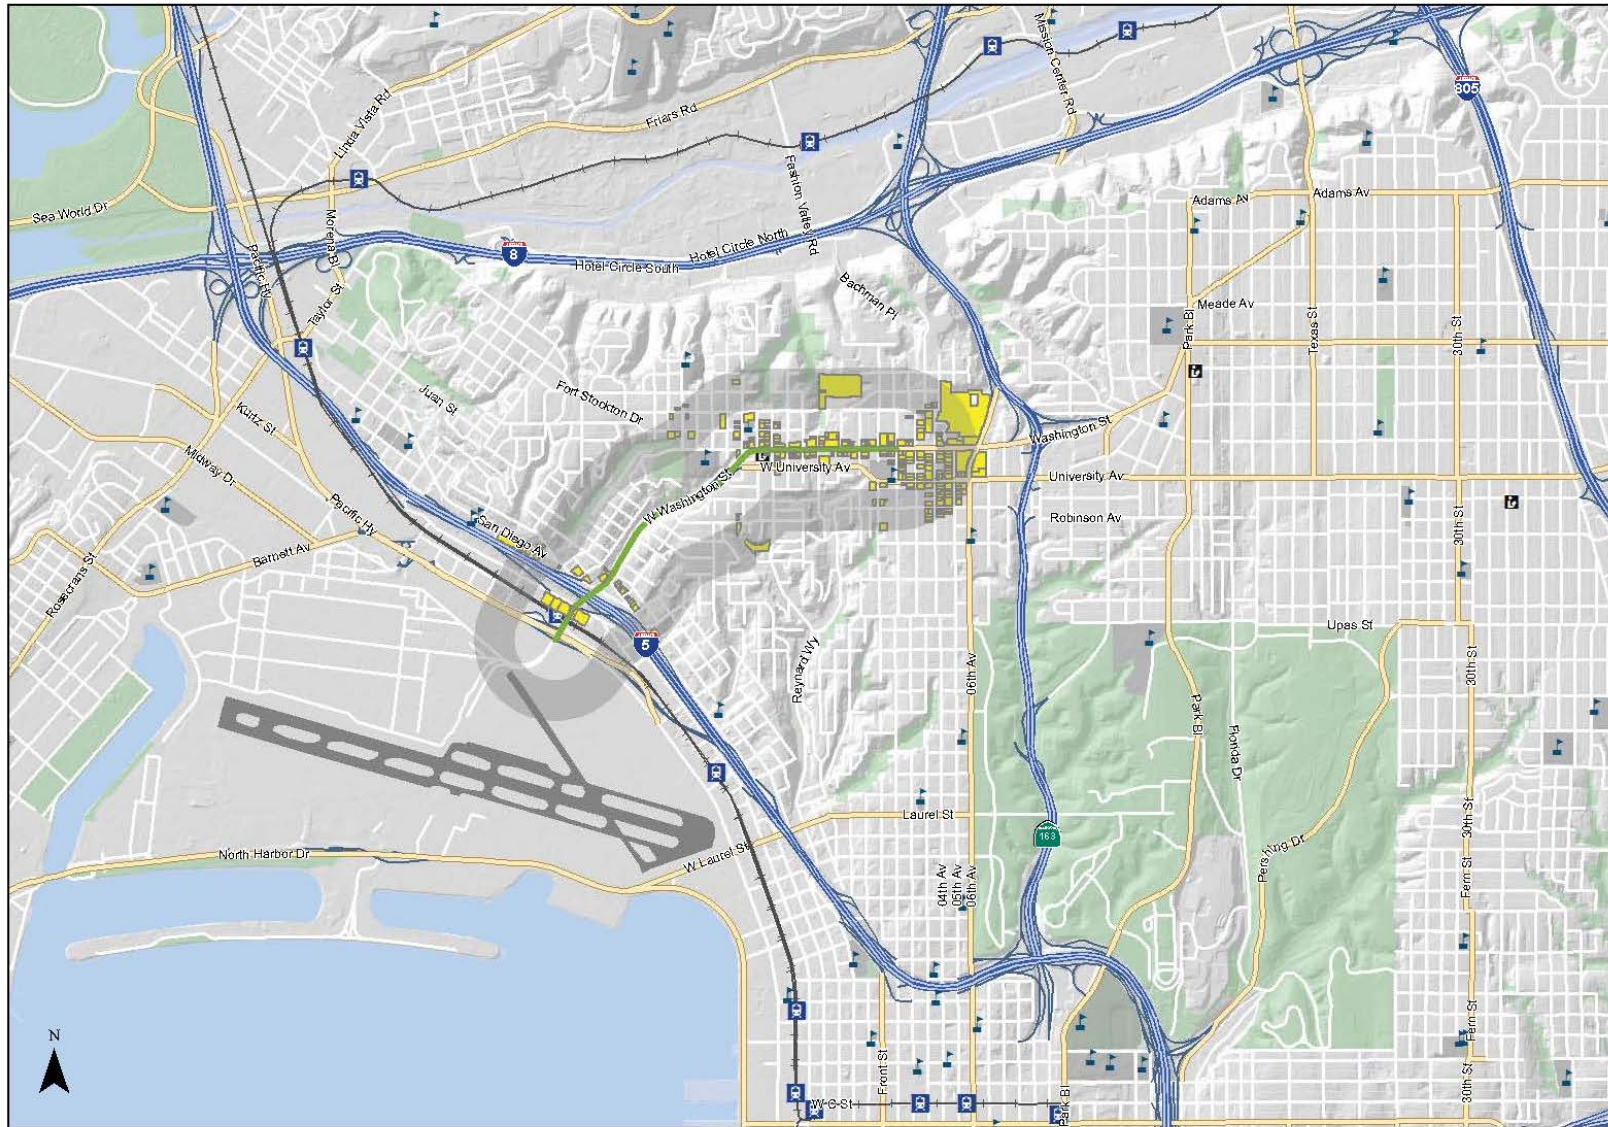 Mission Center Rd
805
Linda Vista Rd
Friars Rd
Fashion Valley Rd
Sea World Dr
Morena Bl
Adams Av
Adams Av
Pacific Hy
8
Hotel Circle North
Hotel Circle South
Bachman Pl
Taylor St
Meade Av
Park Bl
Texas St
30th St
Juan St
Fort Stockton Dr
Kurtz St
Washington St
Midway Dr
W University Av
University Av
W Washington St
Pacific Hy
San Diego Av
Robinson Av
30th St
Barnett Av
Rosecrans St
Upas St
5
Reynard Wy
06th Av
30th St
Park Bl
Florida Dr
Laurel St
163
30th St
North Harbor Dr
W Laurel St
Pershing Dr
04th Av
05th Av
06th Av
Fern St
Fern St
N
Front St
30th St
W C St
Park Bl